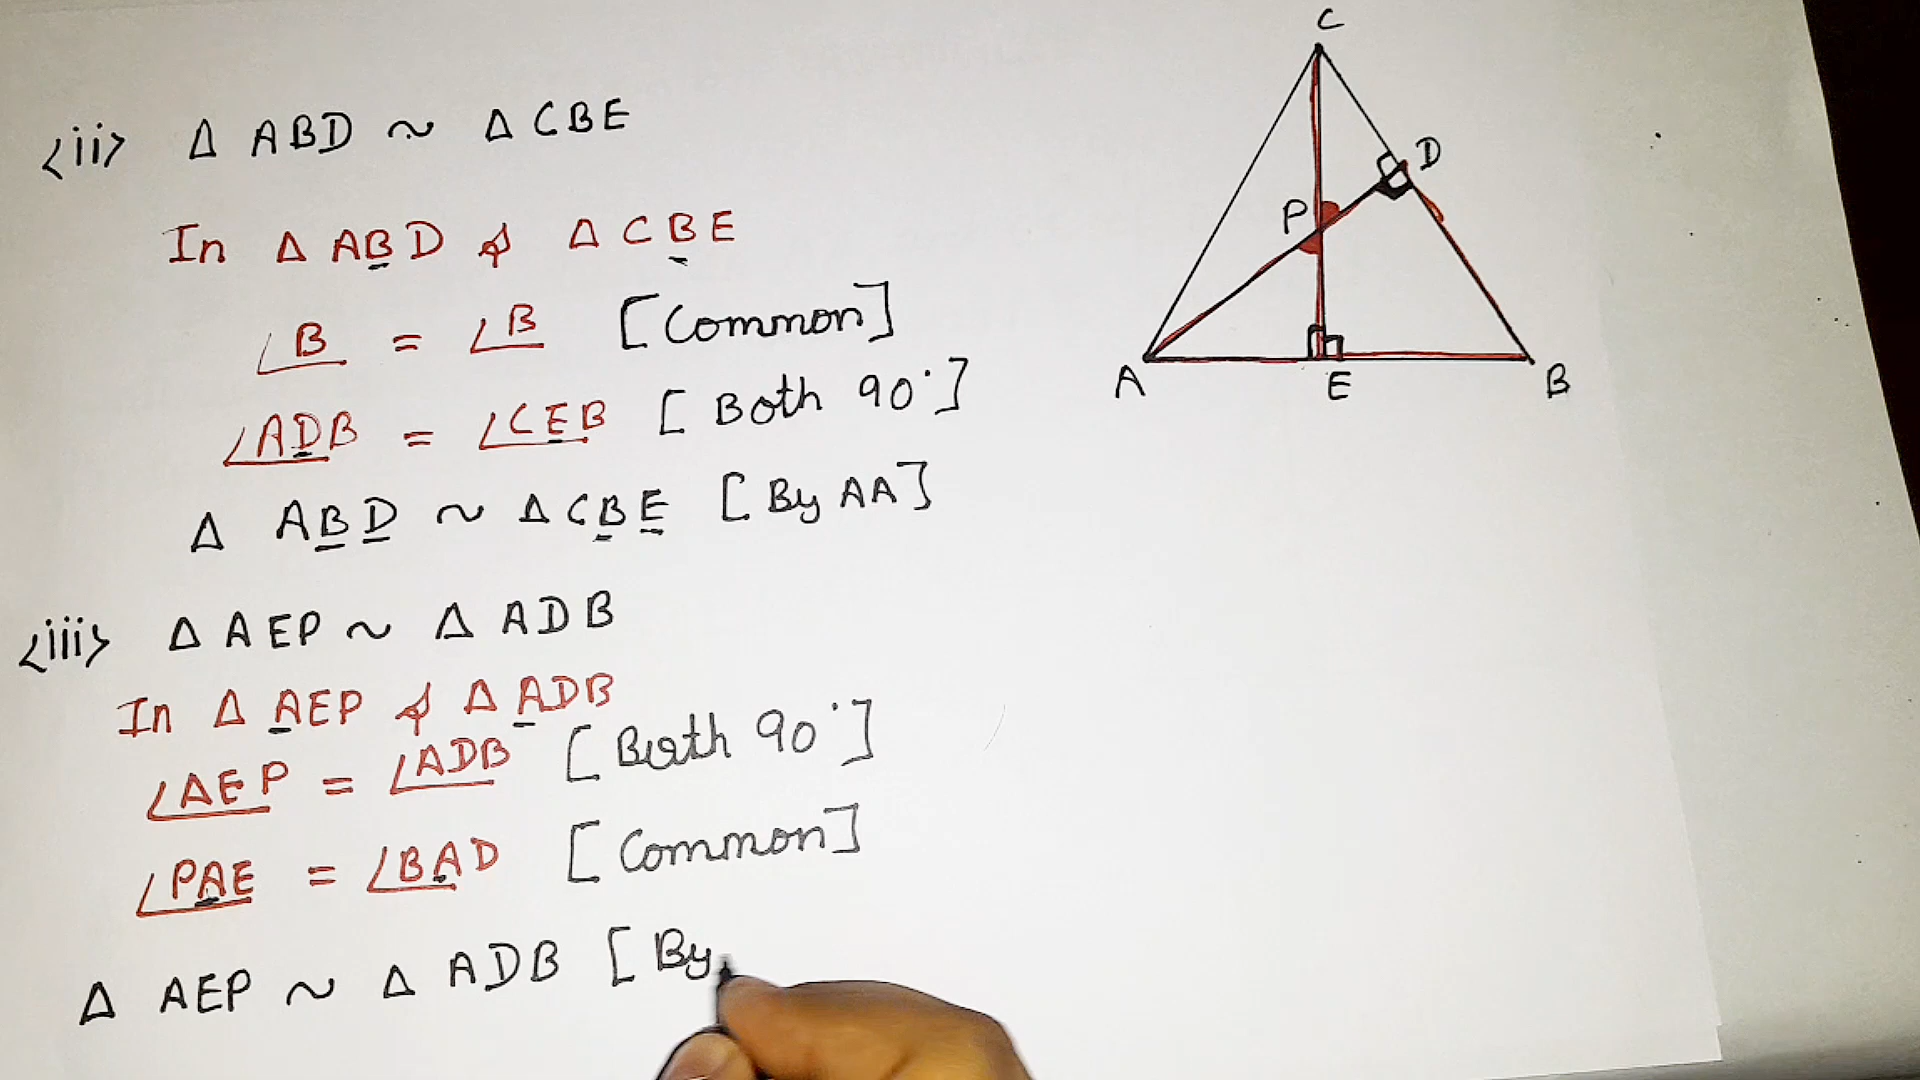 <ii> Δ ABD ~ Δ CBE
In Δ ABD & Δ CBE
∠B = ∠B [Common]
∠ADB = ∠CEB [Both 90°]
Δ ABD ~ Δ CBE [By AA]
<iii> Δ AEP ~ Δ ADB
In Δ AEP & Δ ADB
∠AEP = ∠ADB [Both 90°]
∠PAE = ∠BAD [Common]
Δ AEP ~ Δ ADB [By
C
D
P
A
E
B